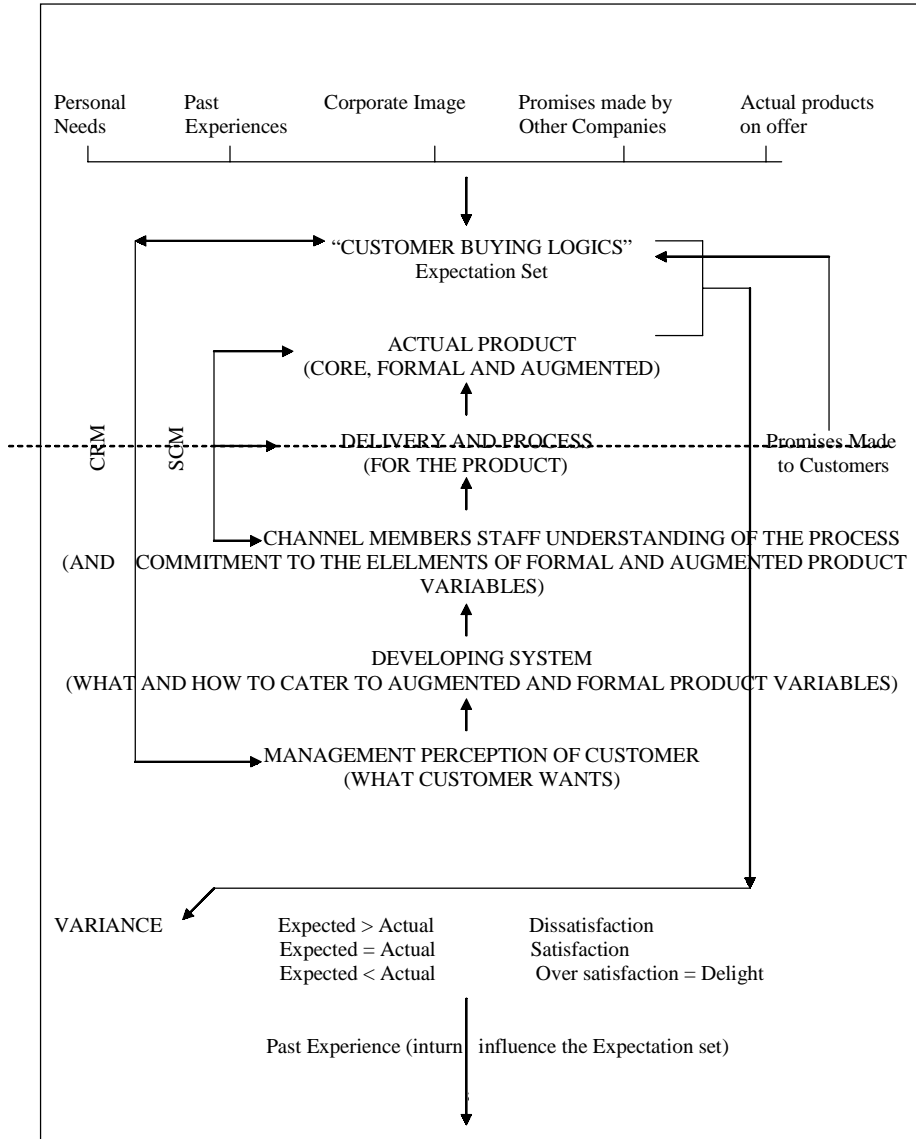 Personal Needs
Past Experiences
Corporate Image
Promises made by Other Companies
Actual products on offer
“CUSTOMER BUYING LOGICS”
Expectation Set
ACTUAL PRODUCT
(CORE, FORMAL AND AUGMENTED)
CRM
SCM
DELIVERY AND PROCESS
(FOR THE PRODUCT)
Promises Made
to Customers
CHANNEL MEMBERS STAFF UNDERSTANDING OF THE PROCESS
(AND COMMITMENT TO THE ELELMENTS OF FORMAL AND AUGMENTED PRODUCT
VARIABLES)
DEVELOPING SYSTEM
(WHAT AND HOW TO CATER TO AUGMENTED AND FORMAL PRODUCT VARIABLES)
MANAGEMENT PERCEPTION OF CUSTOMER
(WHAT CUSTOMER WANTS)
VARIANCE
Expected > Actual Dissatisfaction
Expected = Actual Satisfaction
Expected < Actual Over satisfaction = Delight
Past Experience (inturn influence the Expectation set)